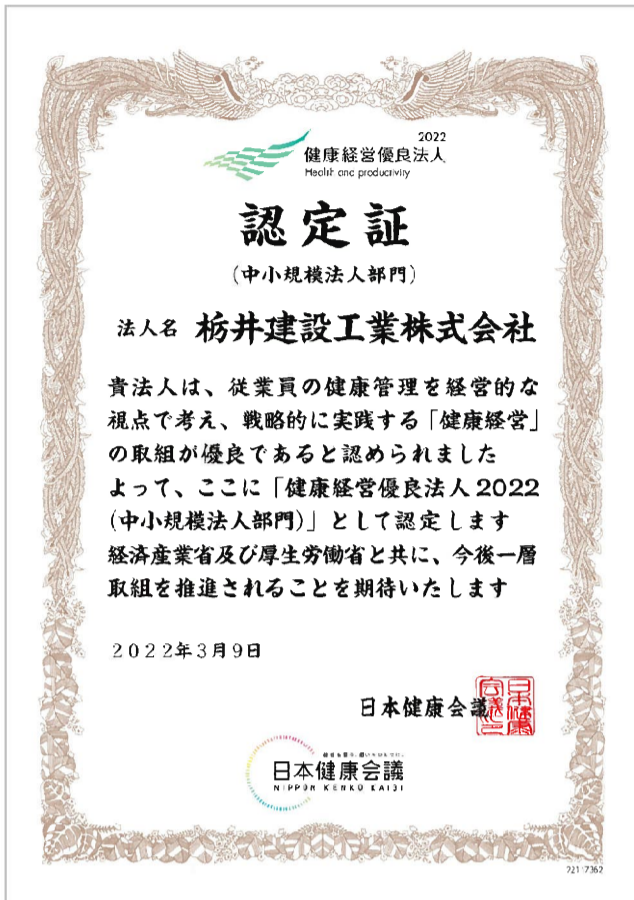 2022
健康経営優良法人
Health and productivity
認定証
(中小規模法人部門)
法人名 栃井建設工業株式会社
貴法人は、従業員の健康管理を経営的な
視点で考え、戦略的に実践する「健康経営」
の取組が優良であると認められました
よって、ここに「健康経営優良法人2022
(中小規模法人部門)」として認定します
経済産業省及び厚生労働省と共に、今後一層
取組を推進されることを期待いたします
2022年3月9日
日本健康会議
日本健康会議
NIPPON KENKO KAIGI